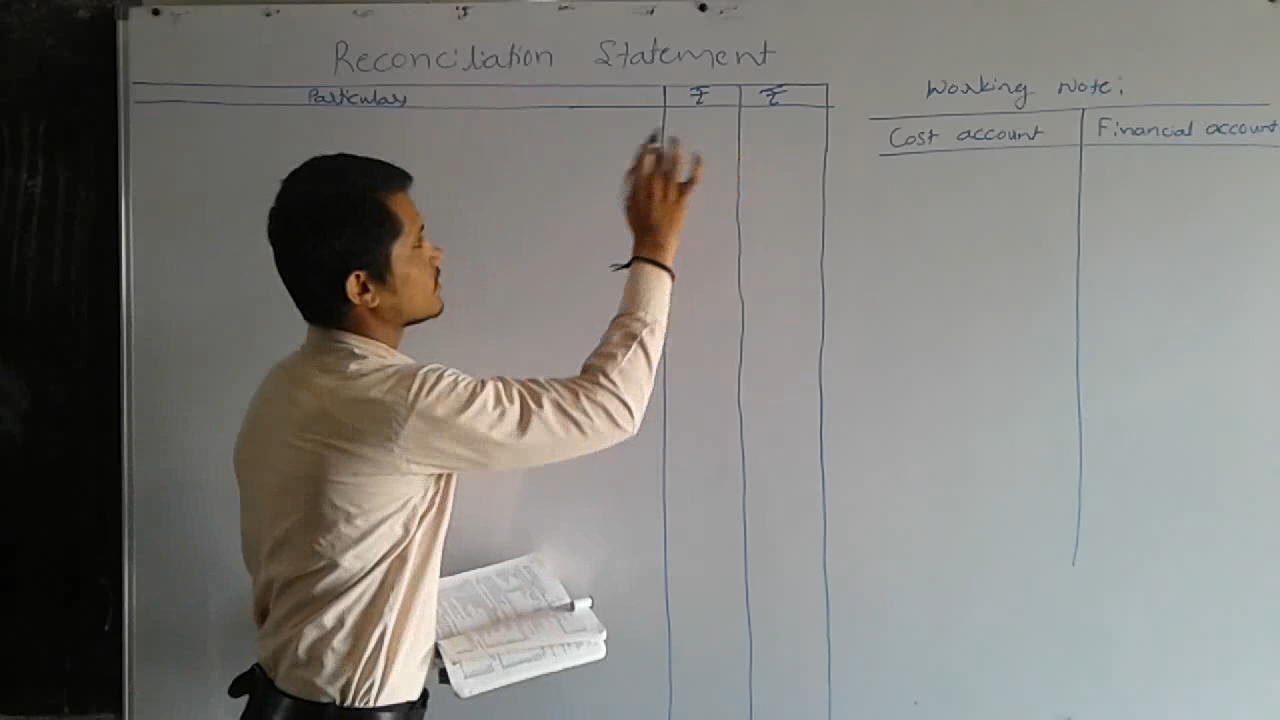 Reconciliation Statement
Particulars ₹ ₹
Working Note:
Cost account Financial account